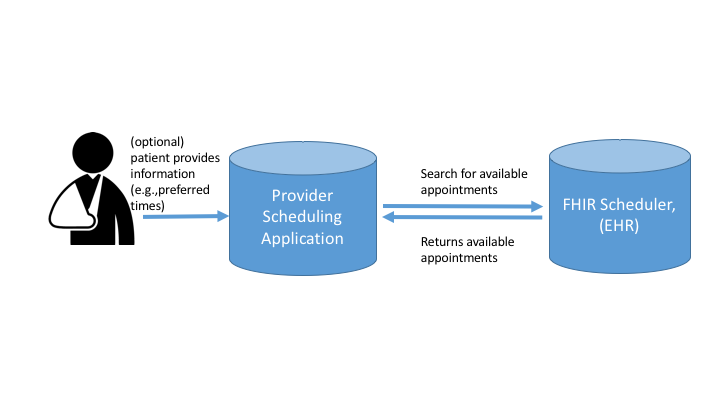 (optional)
patient provides
information
(e.g.,preferred
times)
Provider
Scheduling
Application
Search for available
appointments
Returns available
appointments
FHIR Scheduler,
(EHR)